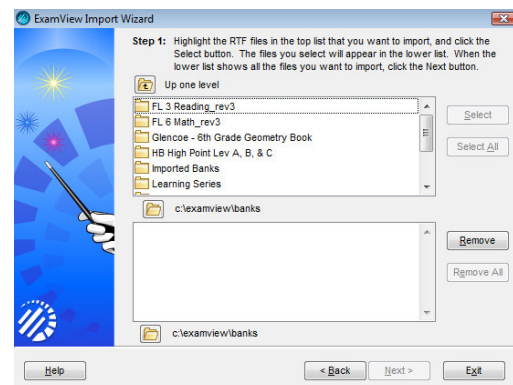 ExamView Import Wizard
Step 1: Highlight the RTF files in the top list that you want to import, and click the
Select button. The files you select will appear in the lower list. When the
lower list shows all the files you want to import, click the Next button.
Up one level
FL 3 Reading_rev3
FL 6 Math_rev3
Glencoe - 6th Grade Geometry Book
HB High Point Lev A, B, & C
Imported Banks
Learning Series
Select
Select All
c:\examview\banks
Remove
Remove All
c:\examview\banks
Help
< Back
Next >
Exit